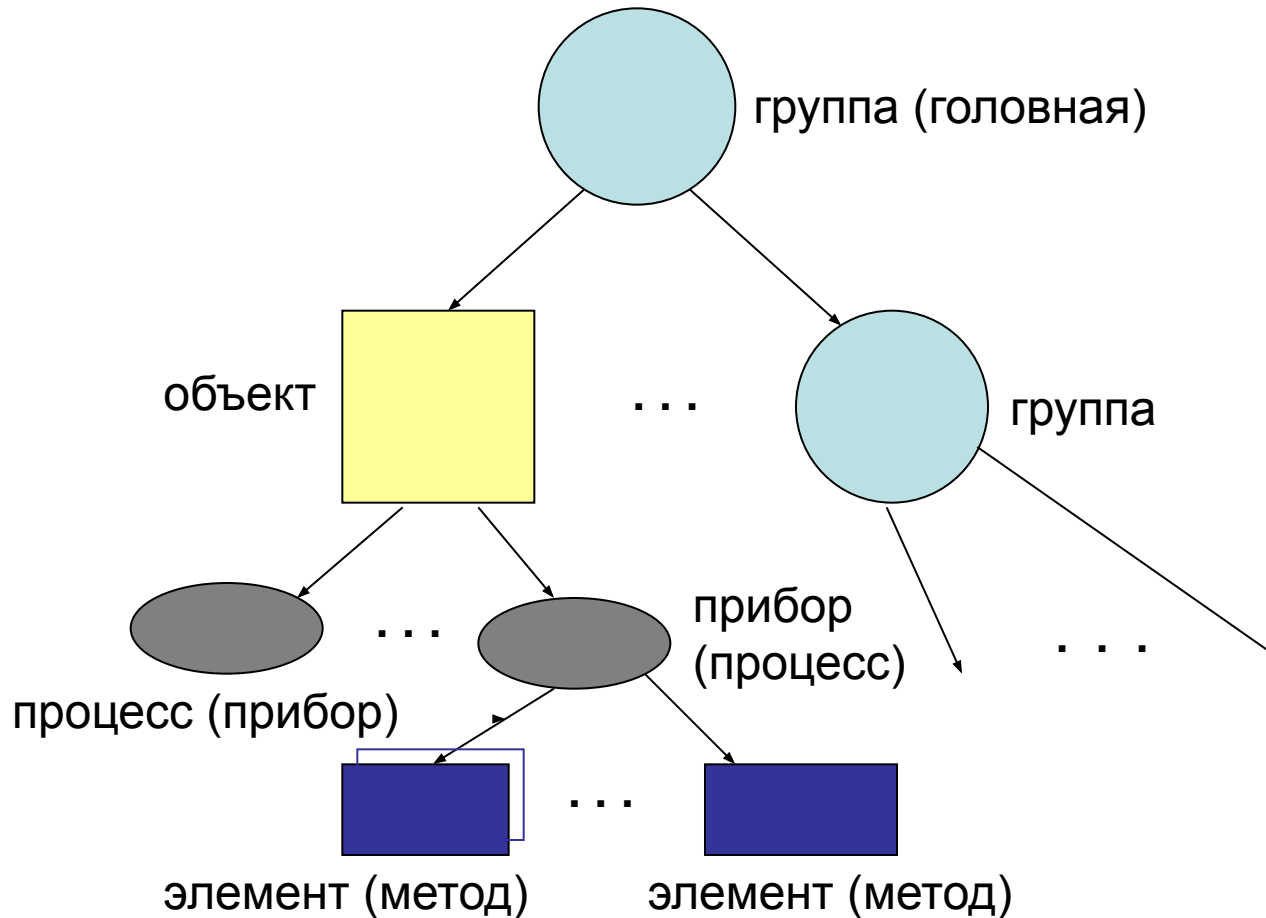 группа (головная)
объект
. . .
группа
. . .
прибор
(процесс)
. . .
процесс (прибор)
. . .
элемент (метод)
элемент (метод)